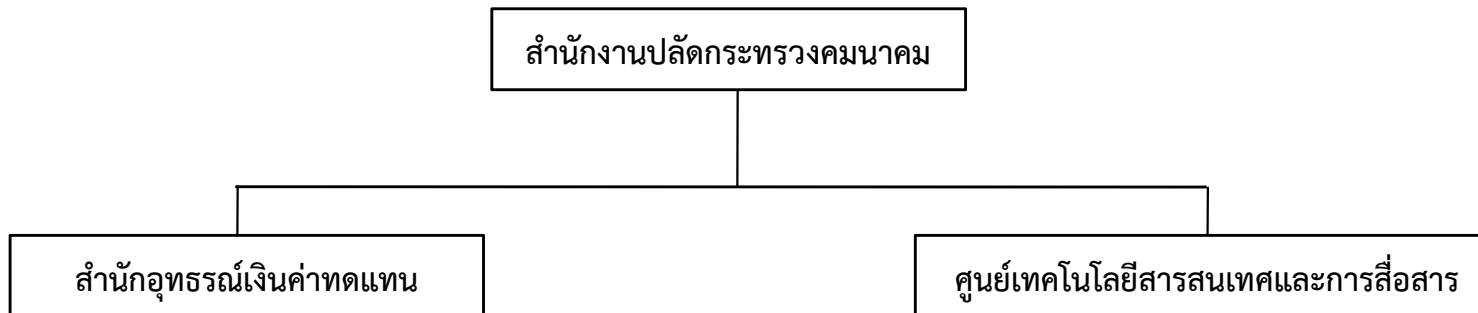 สำนักงานปลัดกระทรวงคมนาคม
สำนักอุทธรณ์เงินค่าทดแทน
ศูนย์เทคโนโลยีสารสนเทศและการสื่อสาร